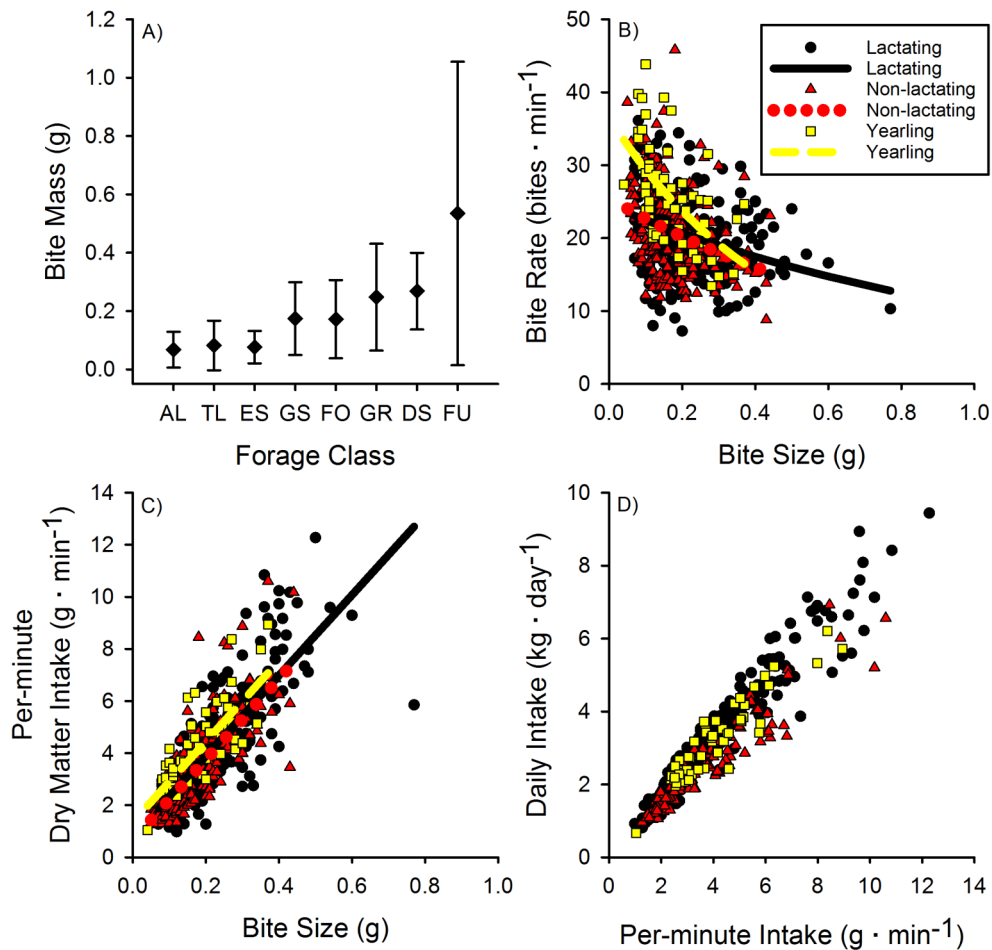 A)
Bite Mass (g)
1.2
1.0
0.8
0.6
0.4
0.2
0.0
AL TL ES GS FO GR DS FU
Forage Class
B)
Bite Rate (bites · min⁻¹)
50
40
30
20
10
0
0.0 0.2 0.4 0.6 0.8 1.0
Bite Size (g)
Lactating
Lactating
Non-lactating
Non-lactating
Yearling
Yearling
C)
Per-minute
Dry Matter Intake (g · min⁻¹)
14
12
10
8
6
4
2
0
0.0 0.2 0.4 0.6 0.8 1.0
Bite Size (g)
D)
Daily Intake (kg · day⁻¹)
10
8
6
4
2
0
0 2 4 6 8 10 12 14
Per-minute Intake (g · min⁻¹)